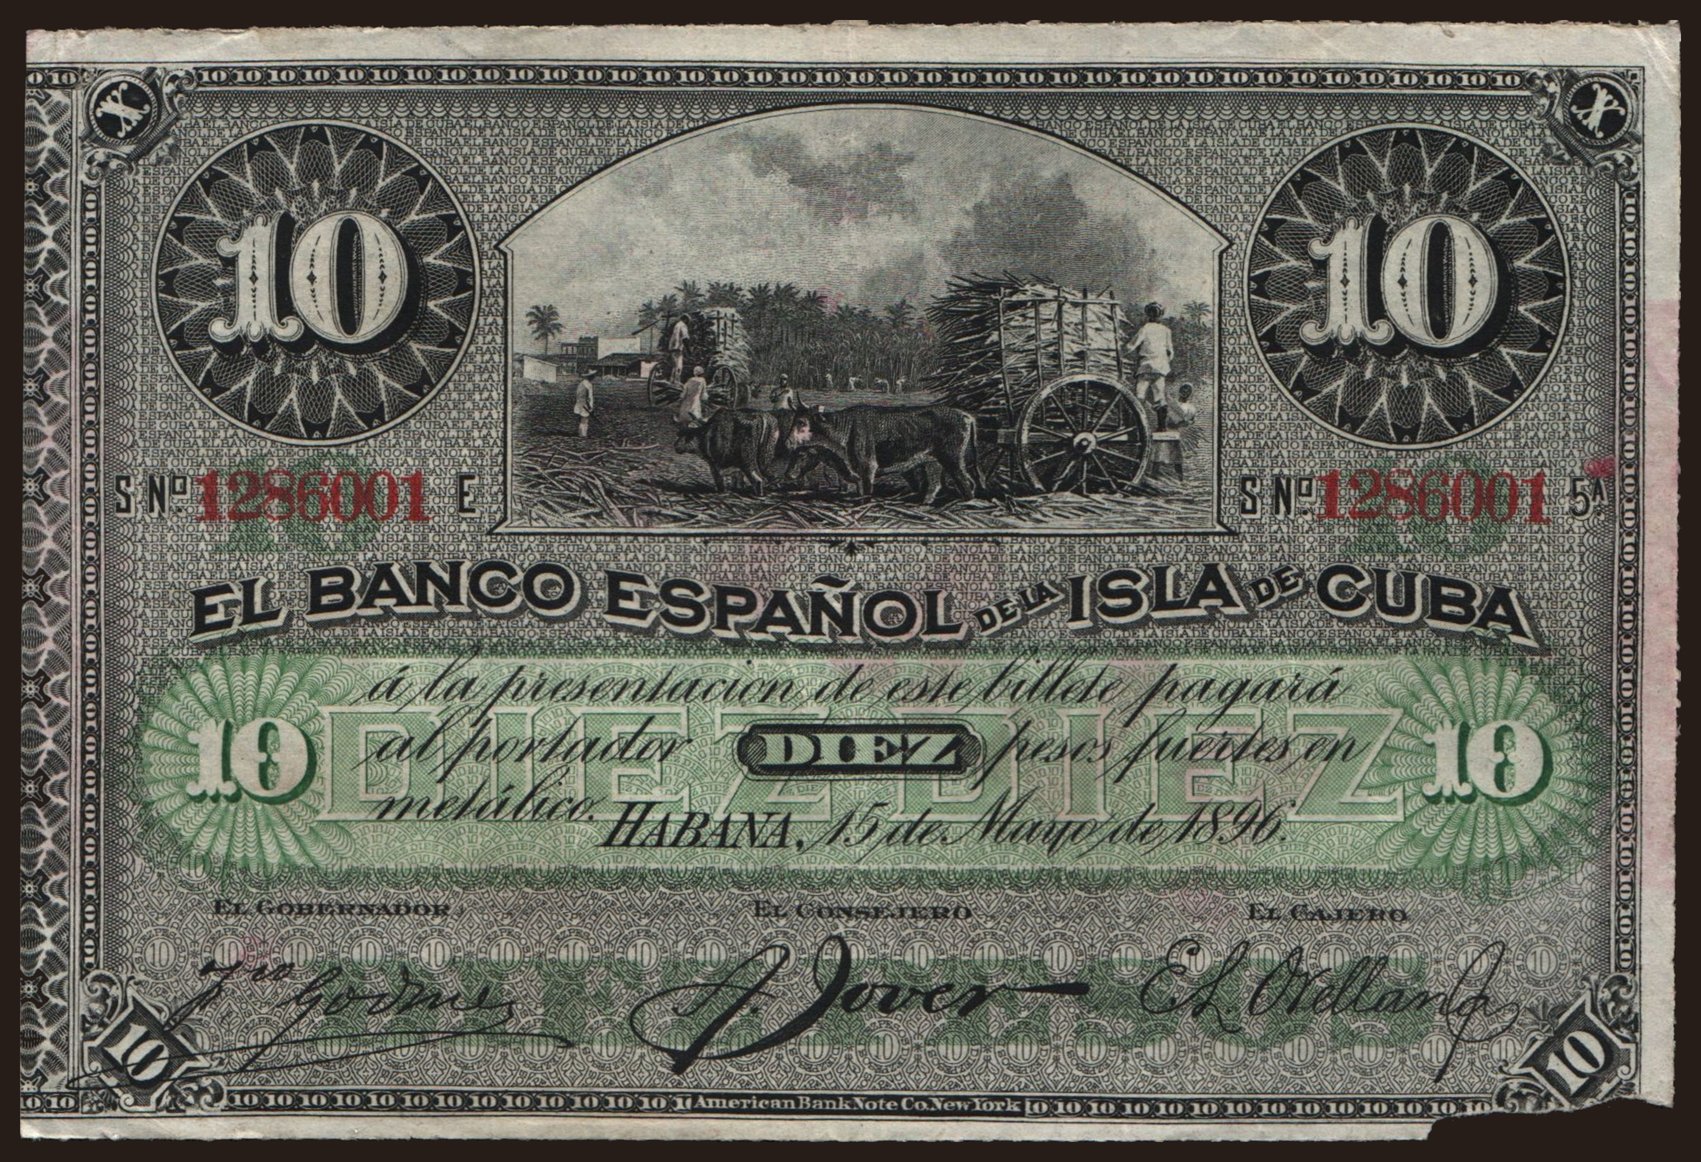 X X
10 10
S Nº 1286001 E S Nº 1286001 5A
EL BANCO ESPAÑOL DE LA ISLA DE CUBA
á la presentacion de este billete pagará
10 al portador DIEZ pesos fuertes en 10
DIEZ DIEZ
metálico. HABANA, 15 de Mayo de 1896.
EL GOBERNADOR EL CONSEJERO EL CAJERO
J. Jover
10 10
American Bank Note Co. New York